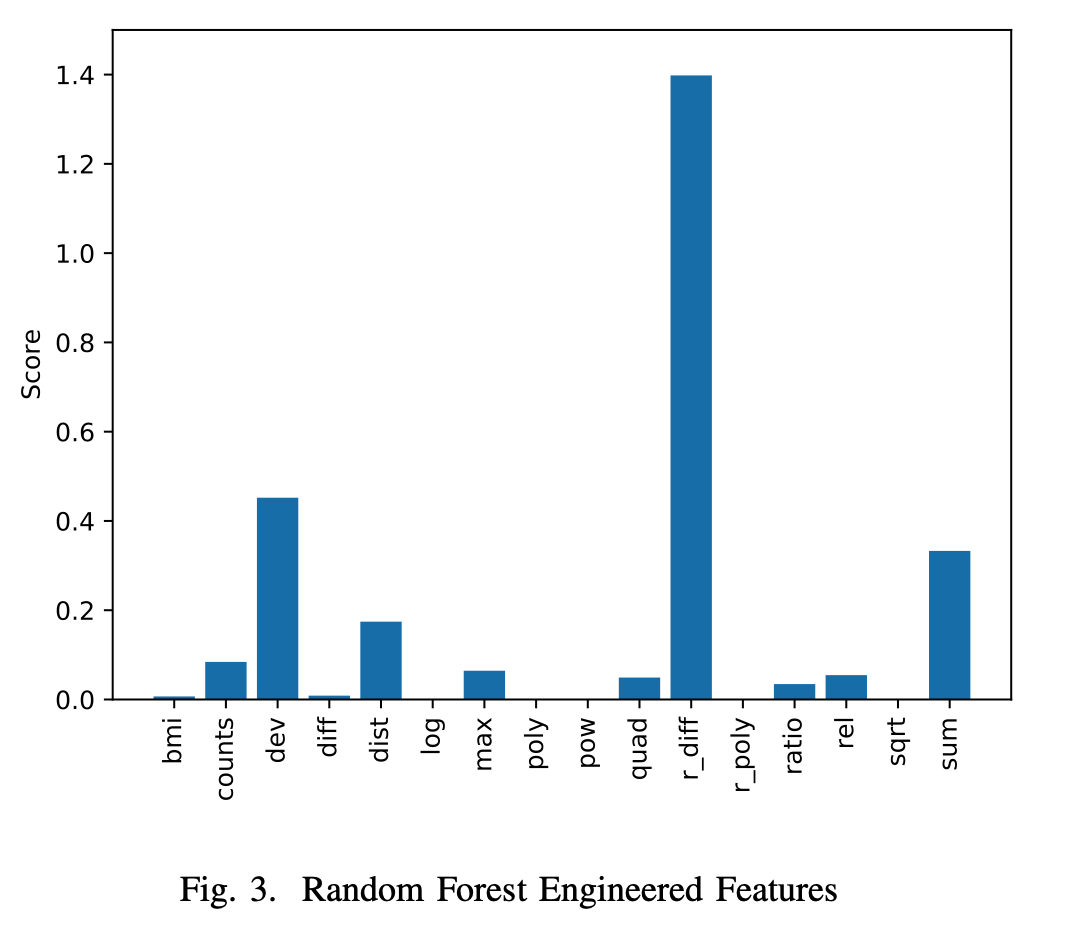 1.4
1.2
1.0
0.8
0.6
0.4
0.2
0.0
Score
bmi
counts
dev
diff
dist
log
max
poly
pow
quad
r_diff
r_poly
ratio
rel
sqrt
sum
Fig. 3. Random Forest Engineered Features